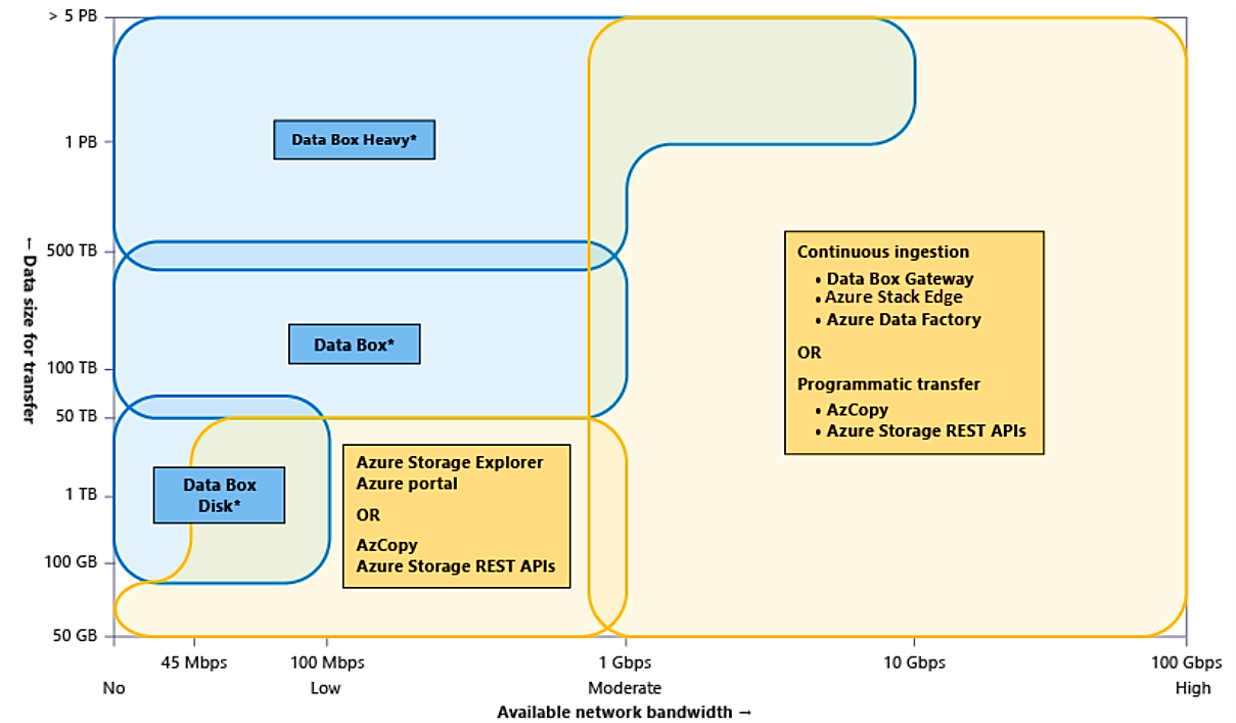 > 5 PB
1 PB
500 TB
100 TB
50 TB
1 TB
100 GB
50 GB
← Data size for transfer
Data Box Heavy*
Data Box*
Data Box
Disk*
Azure Storage Explorer
Azure portal
OR
AzCopy
Azure Storage REST APIs
Continuous ingestion
• Data Box Gateway
• Azure Stack Edge
• Azure Data Factory
OR
Programmatic transfer
• AzCopy
• Azure Storage REST APIs
45 Mbps
100 Mbps
1 Gbps
10 Gbps
100 Gbps
No
Low
Moderate
High
Available network bandwidth →